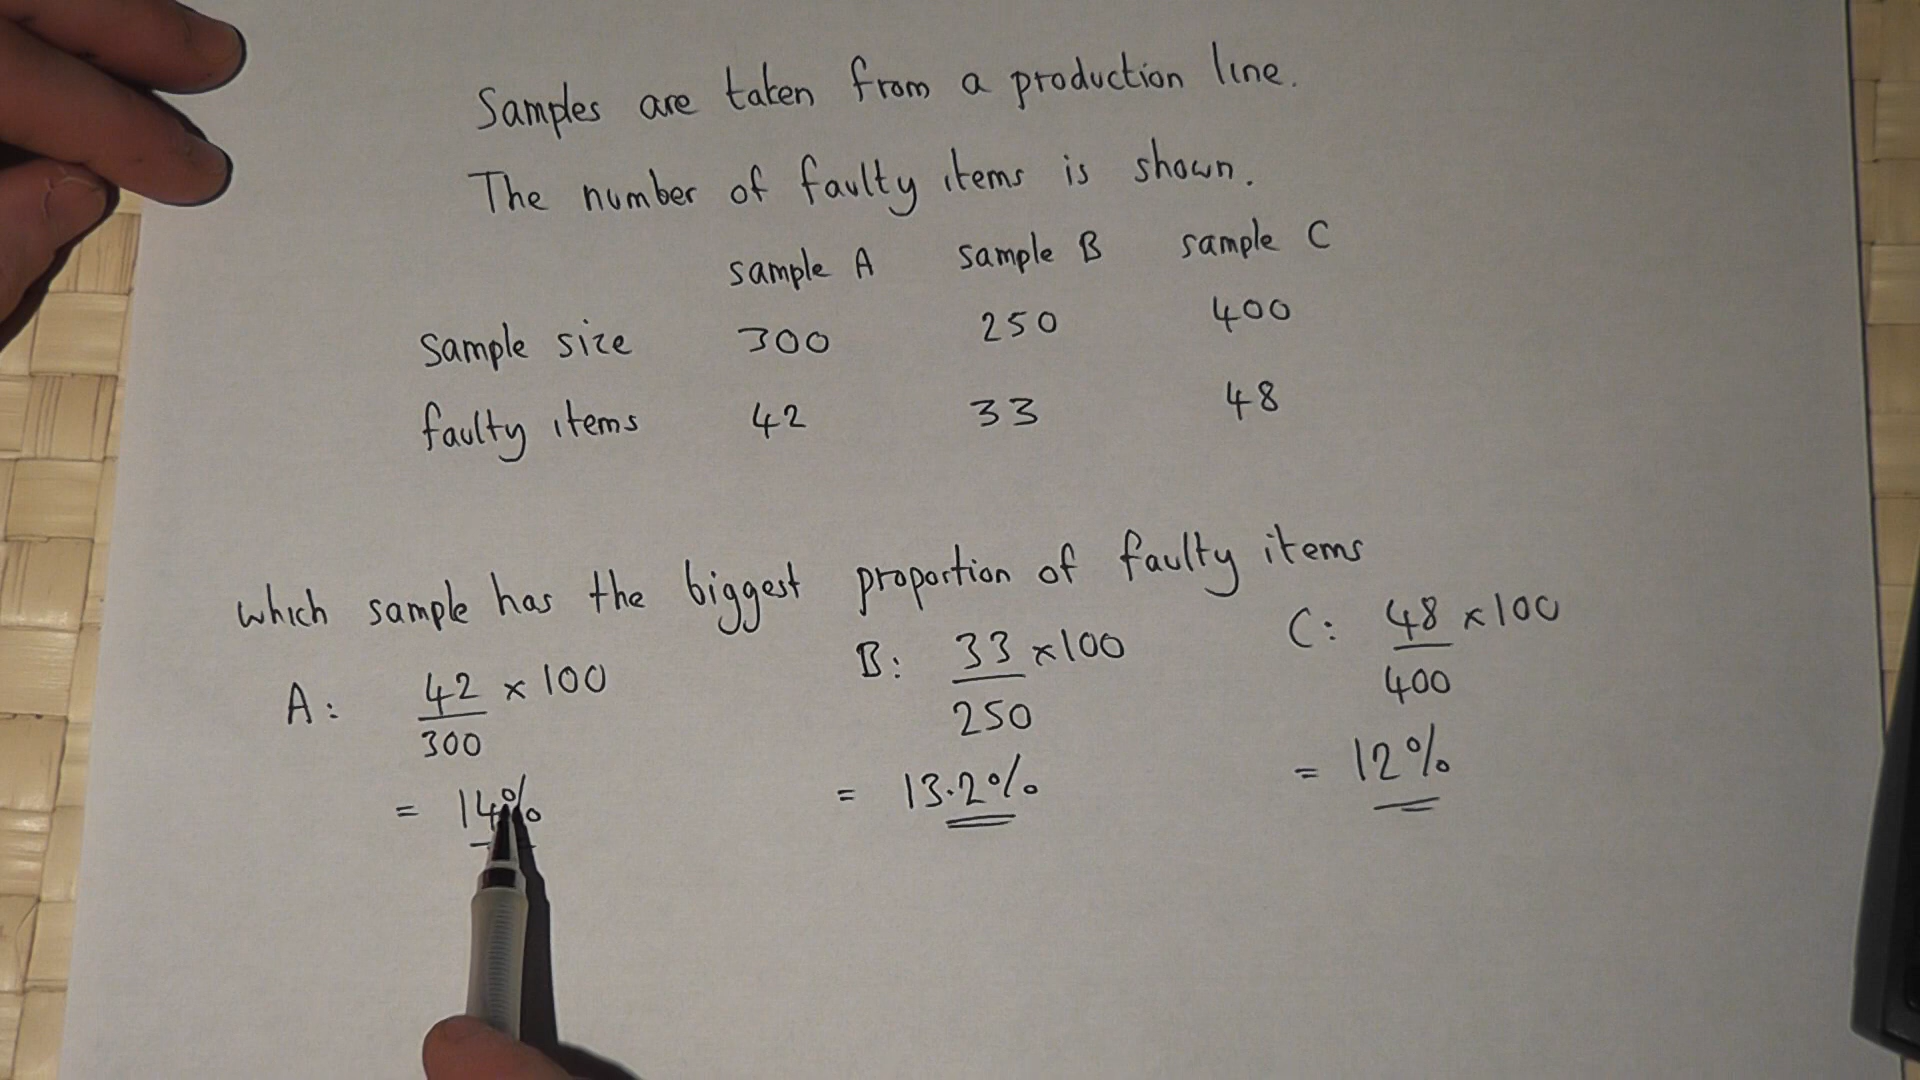 Samples are taken from a production line.
The number of faulty items is shown.
sample A sample B sample C
sample size 300 250 400
faulty items 42 33 48
which sample has the biggest proportion of faulty items
A: 42/300 × 100 B: 33/250 × 100 C: 48/400 × 100
= 14% = 13.2% = 12%